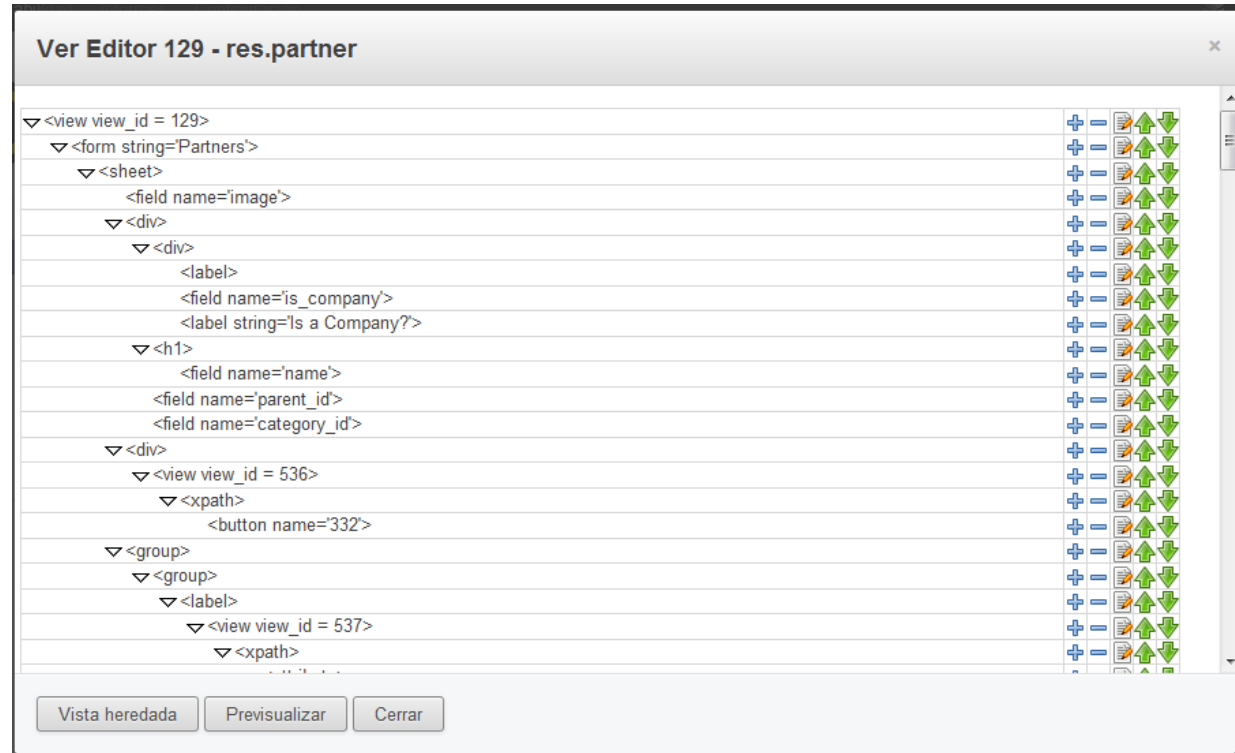 Ver Editor 129 - res.partner
<view view_id = 129>
<form string='Partners'>
<sheet>
<field name='image'>
<div>
<div>
<label>
<field name='is_company'>
<label string='Is a Company?'>
<h1>
<field name='name'>
<field name='parent_id'>
<field name='category_id'>
<div>
<view view_id = 536>
<xpath>
<button name='332'>
<group>
<group>
<label>
<view view_id = 537>
<xpath>
Vista heredada
Previsualizar
Cerrar